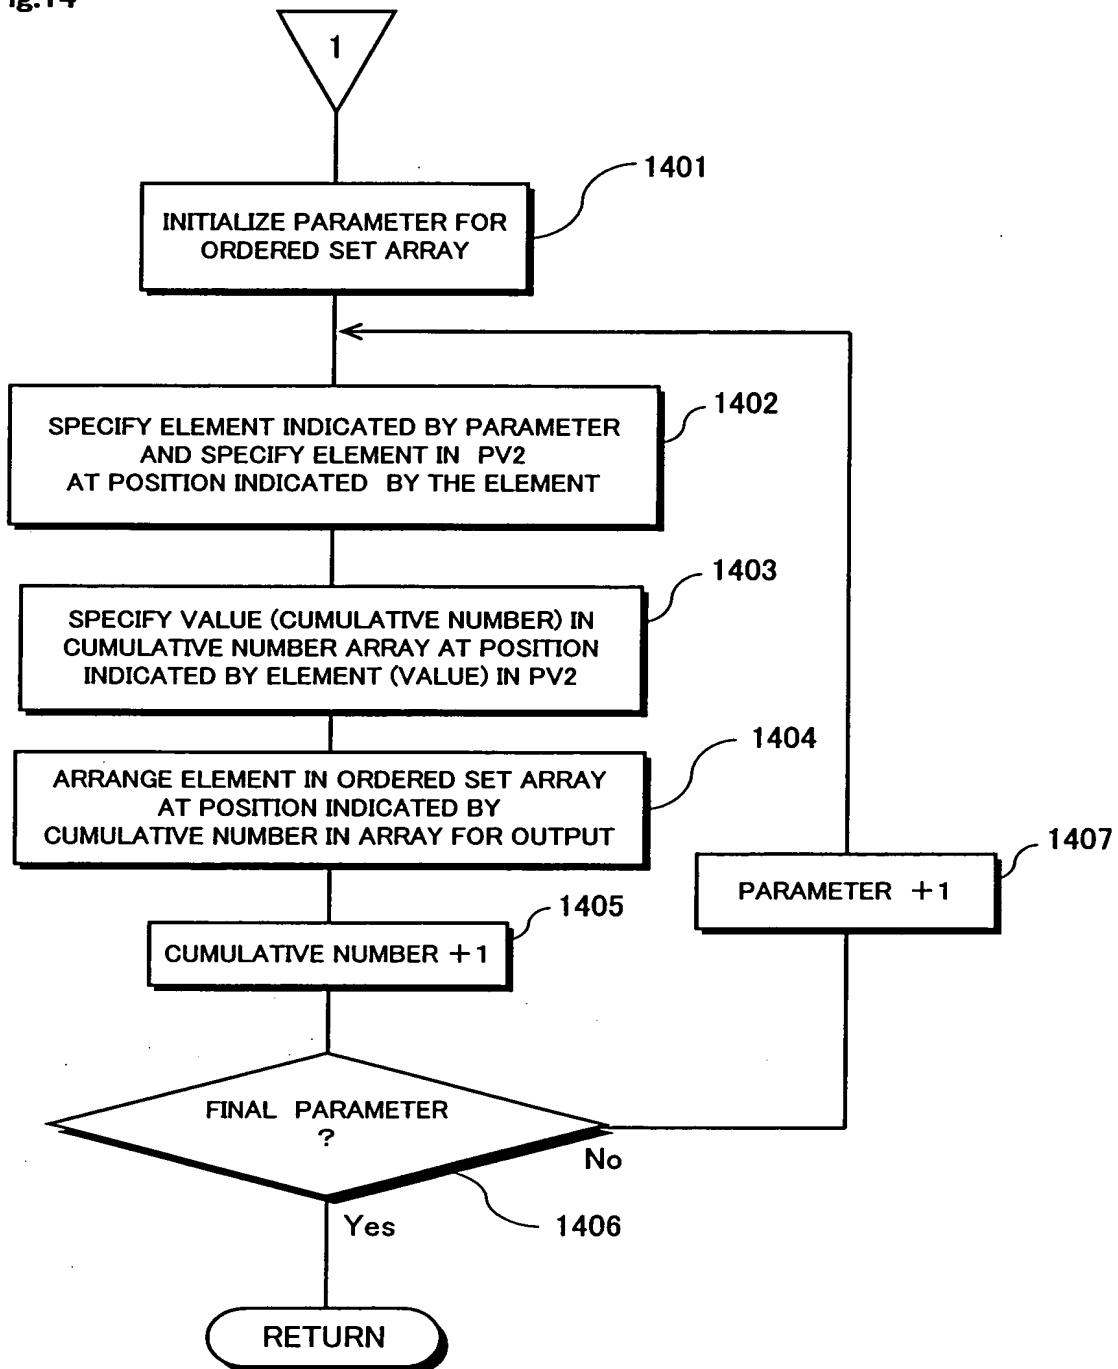 1
1401
INITIALIZE PARAMETER FOR
ORDERED SET ARRAY
1402
SPECIFY ELEMENT INDICATED BY PARAMETER
AND SPECIFY ELEMENT IN PV2
AT POSITION INDICATED BY THE ELEMENT
1403
SPECIFY VALUE (CUMULATIVE NUMBER) IN
CUMULATIVE NUMBER ARRAY AT POSITION
INDICATED BY ELEMENT (VALUE) IN PV2
1404
ARRANGE ELEMENT IN ORDERED SET ARRAY
AT POSITION INDICATED BY
CUMULATIVE NUMBER IN ARRAY FOR OUTPUT
1407
PARAMETER +1
1405
CUMULATIVE NUMBER +1
FINAL PARAMETER
?
No
1406
Yes
RETURN